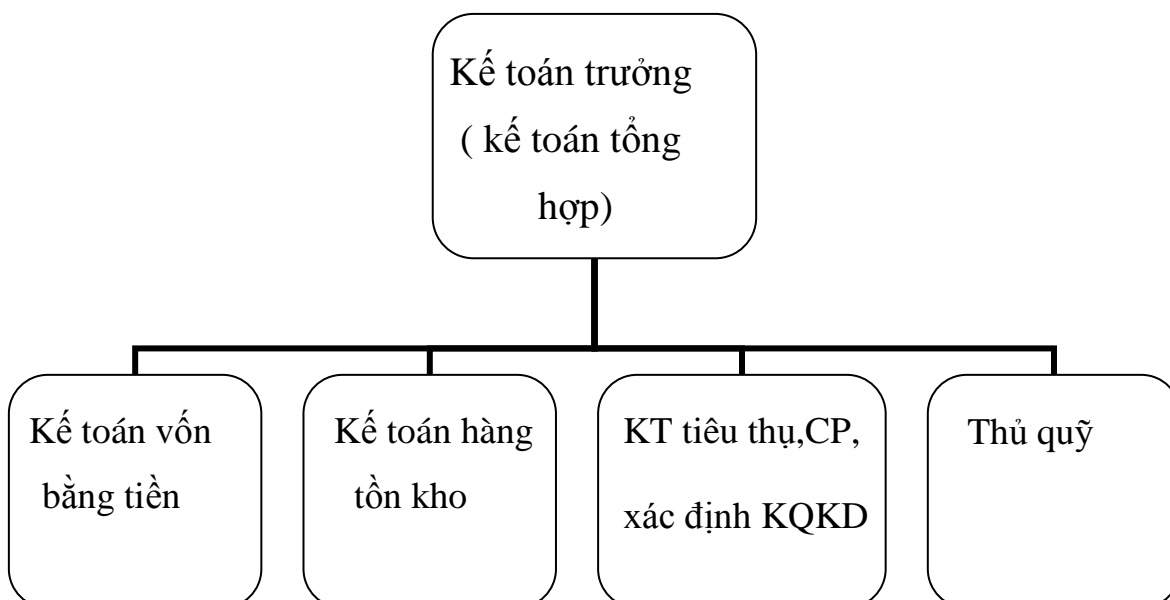 Kế toán trưởng
( kế toán tổng
hợp)
Kế toán vốn
bằng tiền
Kế toán hàng
tồn kho
KT tiêu thụ,CP,
xác định KQKD
Thủ quỹ